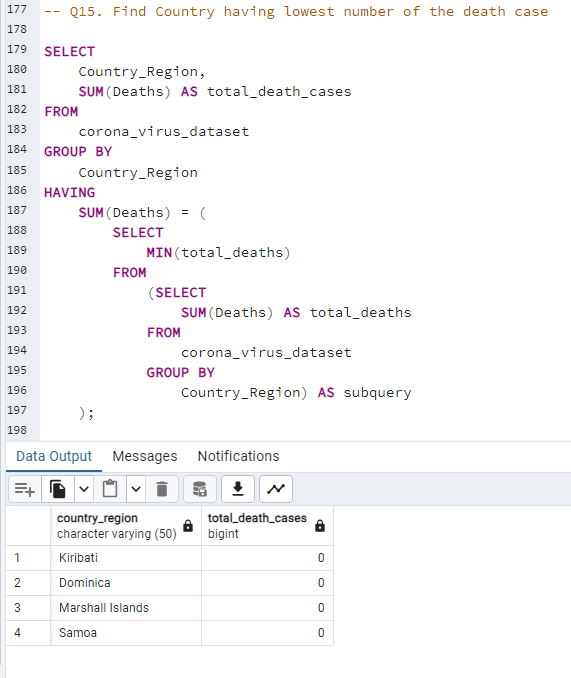 177 -- Q15. Find Country having lowest number of the death case
178
179 SELECT
180 Country_Region,
181 SUM(Deaths) AS total_death_cases
182 FROM
183 corona_virus_dataset
184 GROUP BY
185 Country_Region
186 HAVING
187 SUM(Deaths) = (
188 SELECT
189 MIN(total_deaths)
190 FROM
191 (SELECT
192 SUM(Deaths) AS total_deaths
193 FROM
194 corona_virus_dataset
195 GROUP BY
196 Country_Region) AS subquery
197 );
198
Data Output Messages Notifications
country_region total_death_cases
character varying (50) bigint
1 Kiribati 0
2 Dominica 0
3 Marshall Islands 0
4 Samoa 0